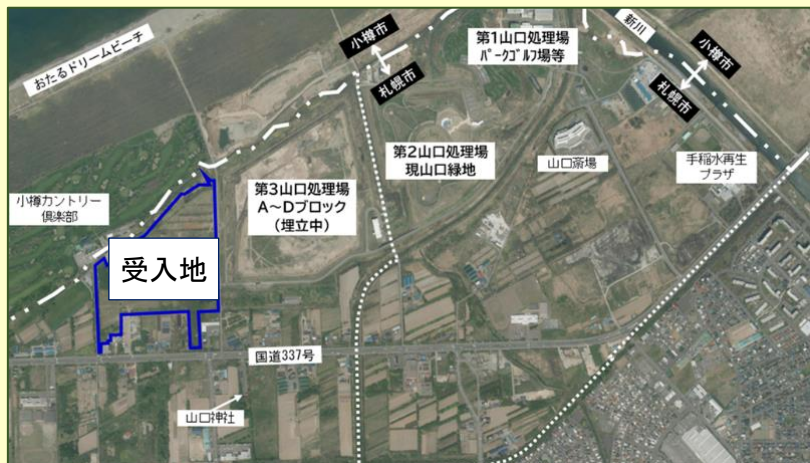 おたるドリームビーチ
小樽市
札幌市
第1山口処理場
パークゴルフ場等
新川
小樽市
札幌市
第2山口処理場
現山口緑地
山口斎場
手稲水再生
プラザ
第3山口処理場
A～Dブロック
（埋立中）
小樽カントリー
倶楽部
受入地
国道337号
山口神社